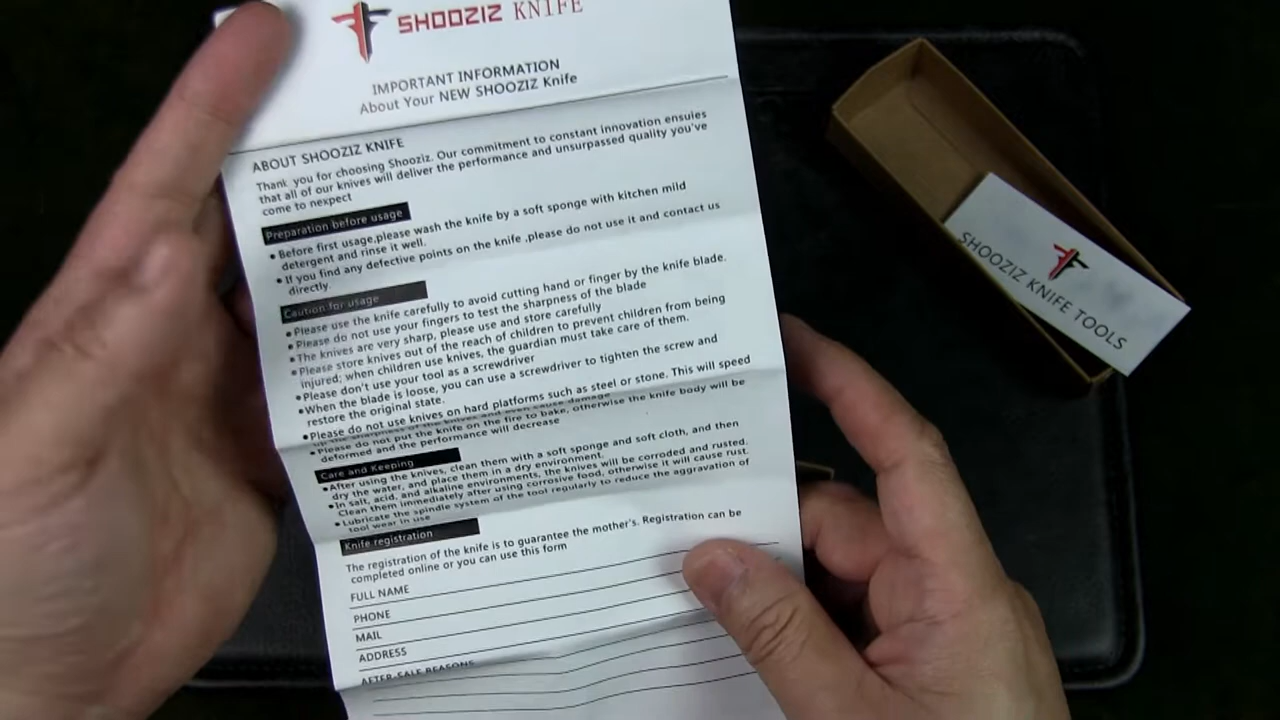 SHOOZIZ KNIFE
IMPORTANT INFORMATION
About Your NEW SHOOZIZ Knife
ABOUT SHOOZIZ KNIFE
Thank you for choosing Shooziz. Our commitment to constant innovation ensuies
that all of our knives will deliver the performance and unsurpassed quality you've
come to nexpect
Preparation before usage
• Before first usage,please wash the knife by a soft sponge with kitchen mild
detergent and rinse it well.
• If you find any defective points on the knife ,please do not use it and contact us
directly.
Caution for usage
• Please use the knife carefully to avoid cutting hand or finger by the knife blade.
• Please do not use your fingers to test the sharpness of the blade
• The knives are very sharp, please use and store carefully
• Please store knives out of the reach of children to prevent children from being
injured; when children use knives, the guardian must take care of them.
• Please don't use your tool as a screwdriver
• When the blade is loose, you can use a screwdriver to tighten the screw and
restore the original state.
• Please do not use knives on hard platforms such as steel or stone. This will speed
up the sharpness of the knives and even cause damage
• Please do not put the knife on the fire to bake, otherwise the knife body will be
deformed and the performance will decrease
Care and Keeping
• After using the knives, clean them with a soft sponge and soft cloth, and then
dry the water, and place them in a dry environment.
• In salt, acid, and alkaline environments, the knives will be corroded and rusted.
Clean them immediately after using corrosive food, otherwise it will cause rust.
• Lubricate the spindle system of the tool regularly to reduce the aggravation of
tool wear in use
Knife registration
The registration of the knife is to guarantee the mother's. Registration can be
completed online or you can use this form
FULL NAME
PHONE
MAIL
ADDRESS
AFTER-SALE REASONS
SHOOZIZ KNIFE TOOLS